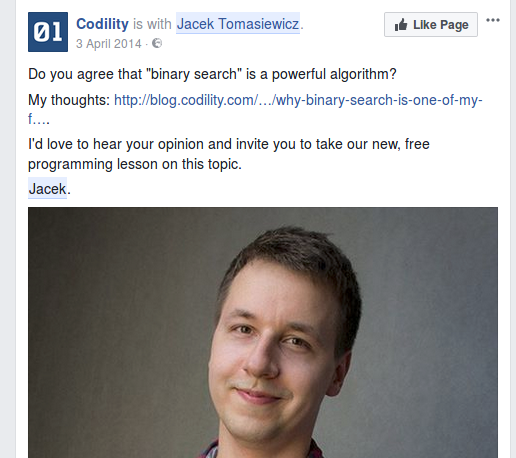 01 Codility is with Jacek Tomasiewicz. Like Page
3 April 2014 ·
Do you agree that "binary search" is a powerful algorithm?
My thoughts: http://blog.codility.com/…/why-binary-search-is-one-of-my-
f….
I'd love to hear your opinion and invite you to take our new, free
programming lesson on this topic.
Jacek.